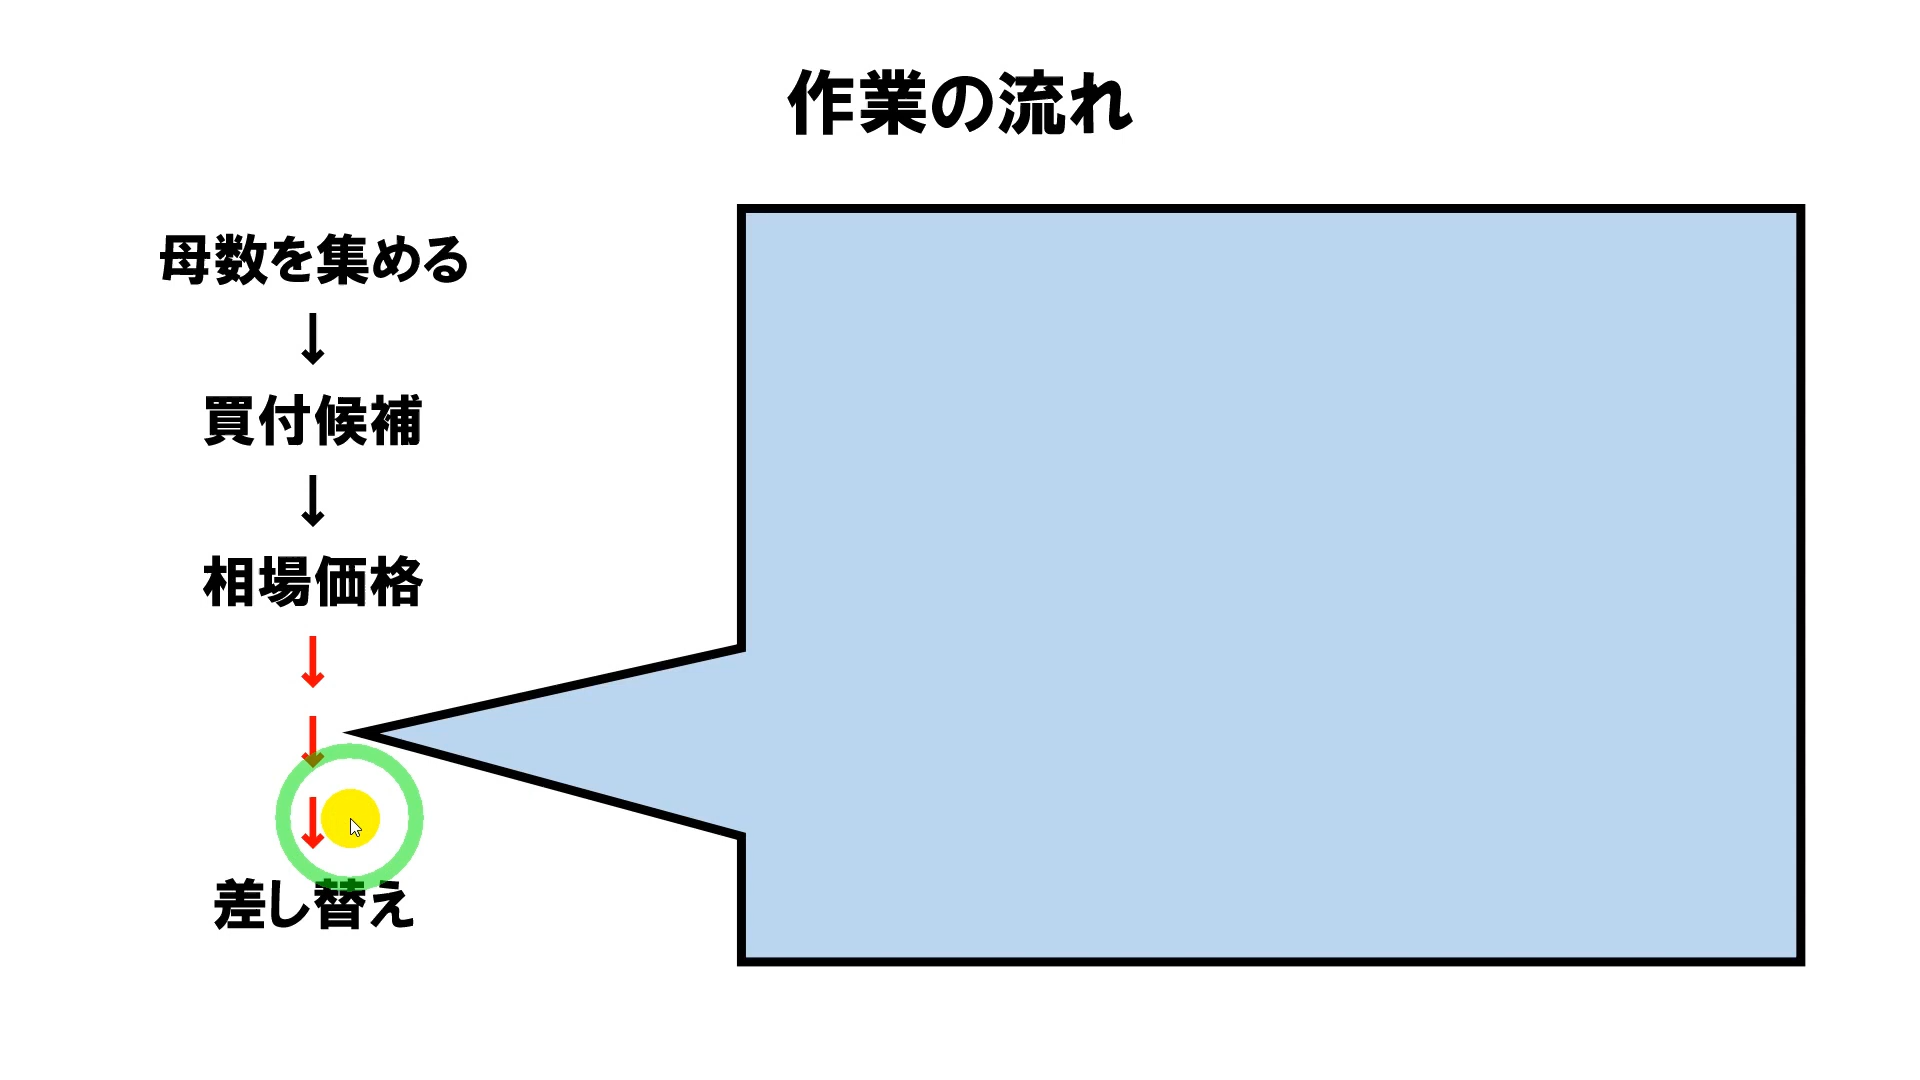 作業の流れ
母数を集める
↓
買付候補
↓
相場価格
↓
↓
↓
差し替え